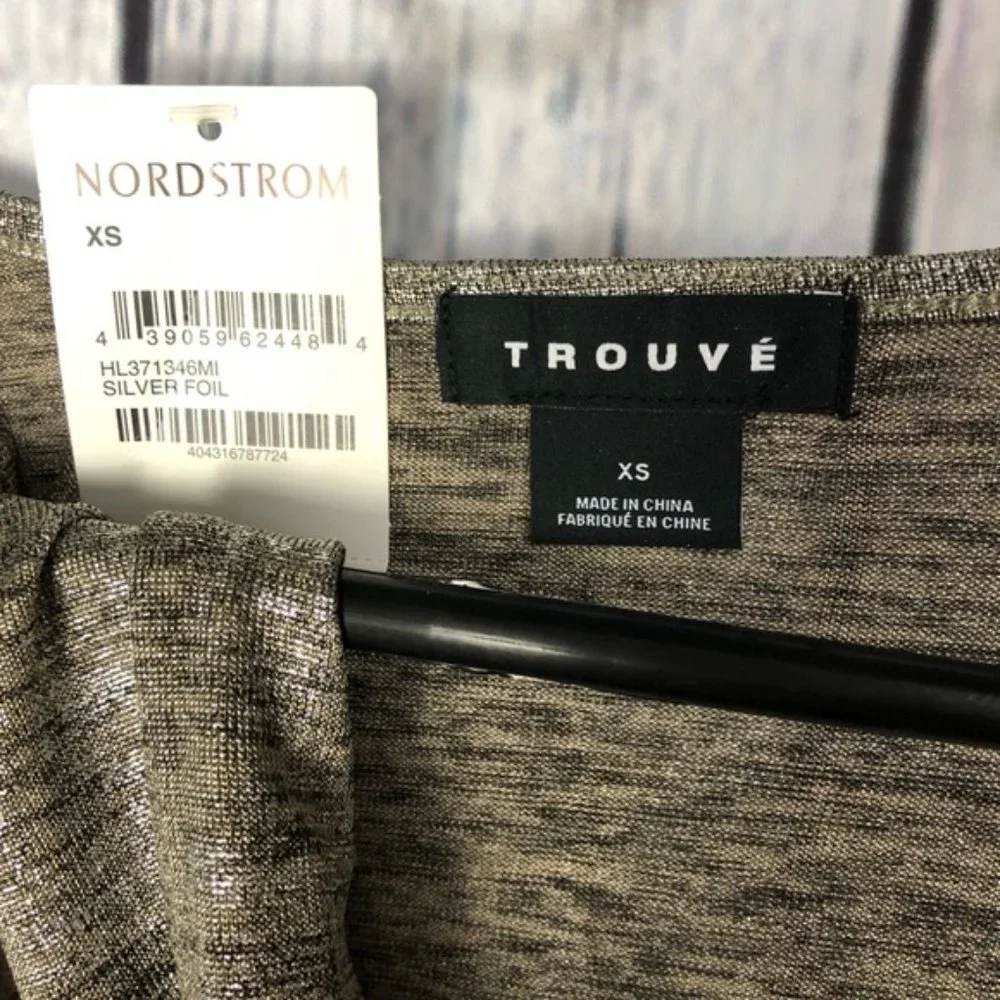 NORDSTROM
XS
4 39059 62448 4
HL371346MI
SILVER FOIL
404316787724
TROUVÉ
XS
MADE IN CHINA
FABRIQUÉ EN CHINE